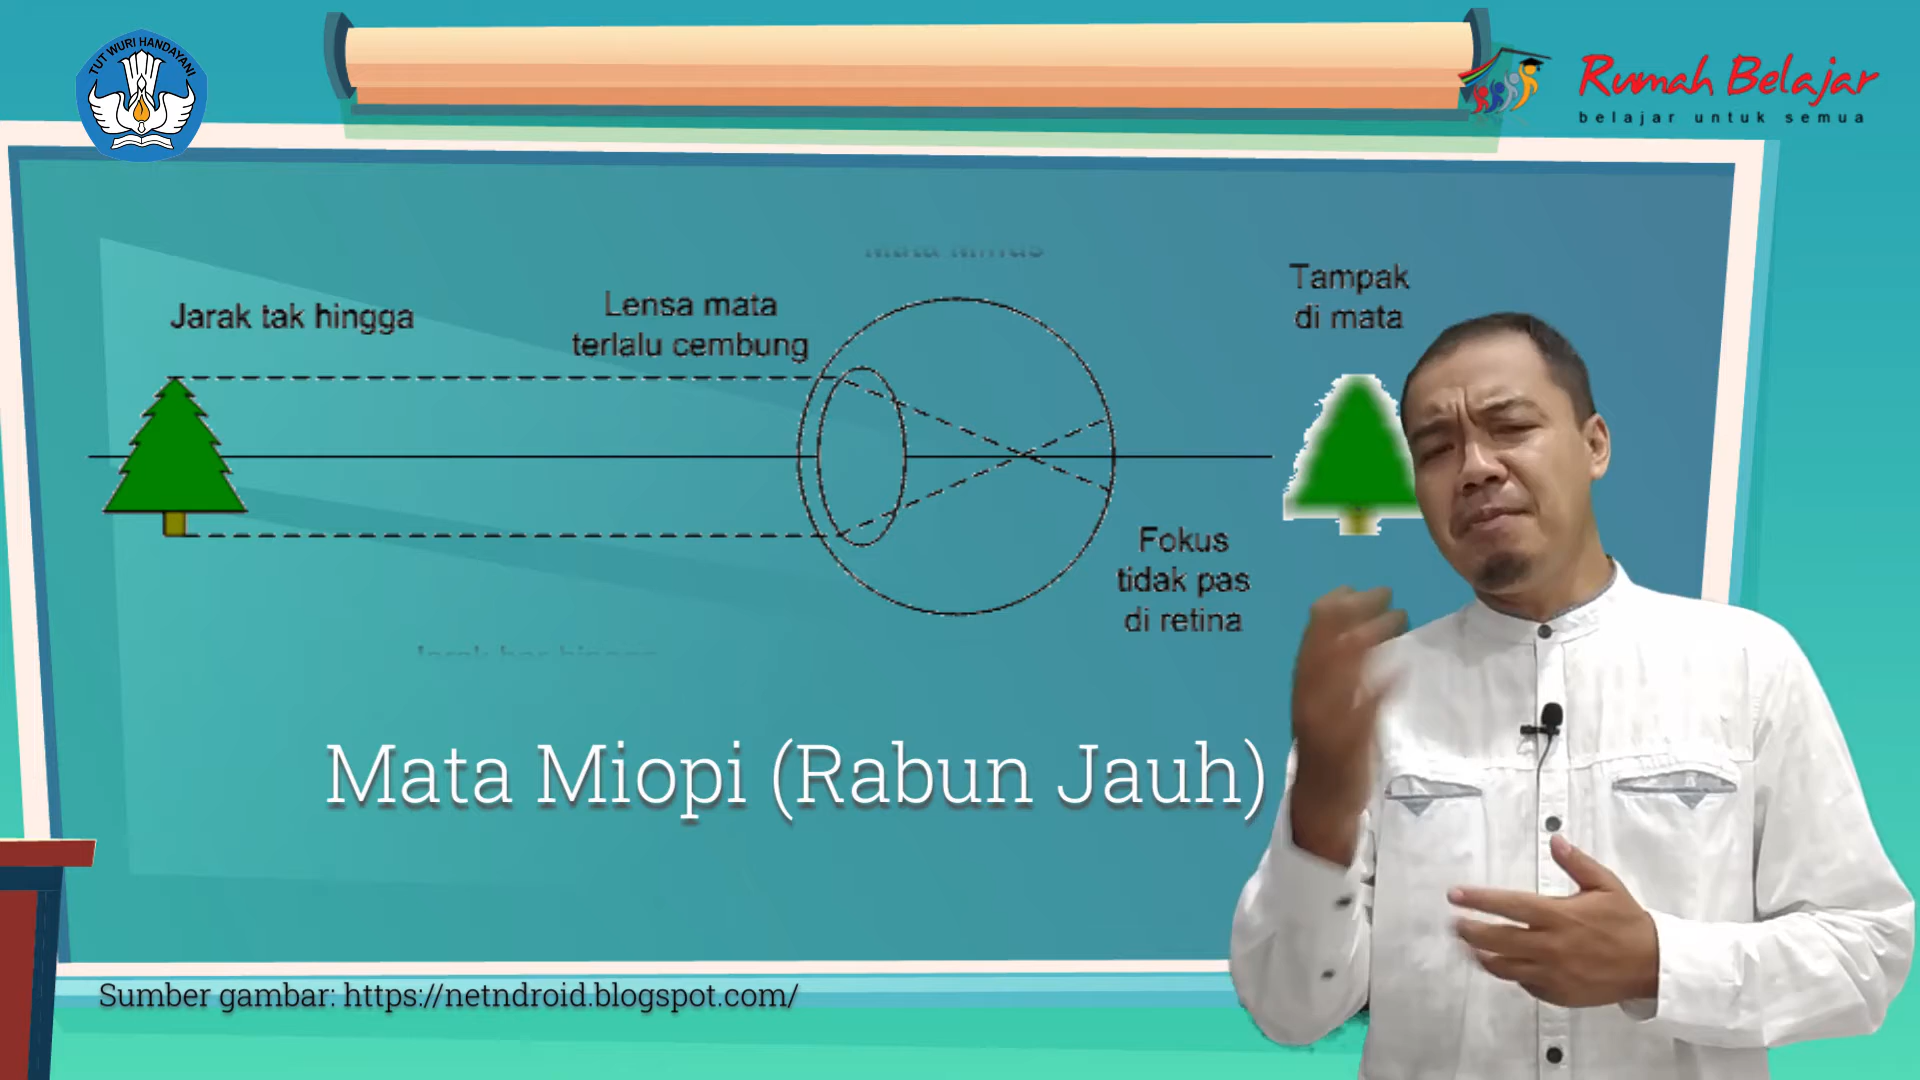 TUT WURI HANDAYANI
Rumah Belajar
belajar untuk semua
Jarak tak hingga
Lensa mata
terlalu cembung
Tampak
di mata
Fokus
tidak pas
di retina
Mata Miopi (Rabun Jauh)
Sumber gambar: https://netndroid.blogspot.com/